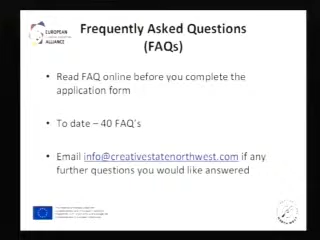 EUROPEAN
ALLIANCE
Frequently Asked Questions
(FAQs)
• Read FAQ online before you complete the
application form
• To date – 40 FAQ's
• Email info@creativestatenorthwest.com if any
further questions you would like answered